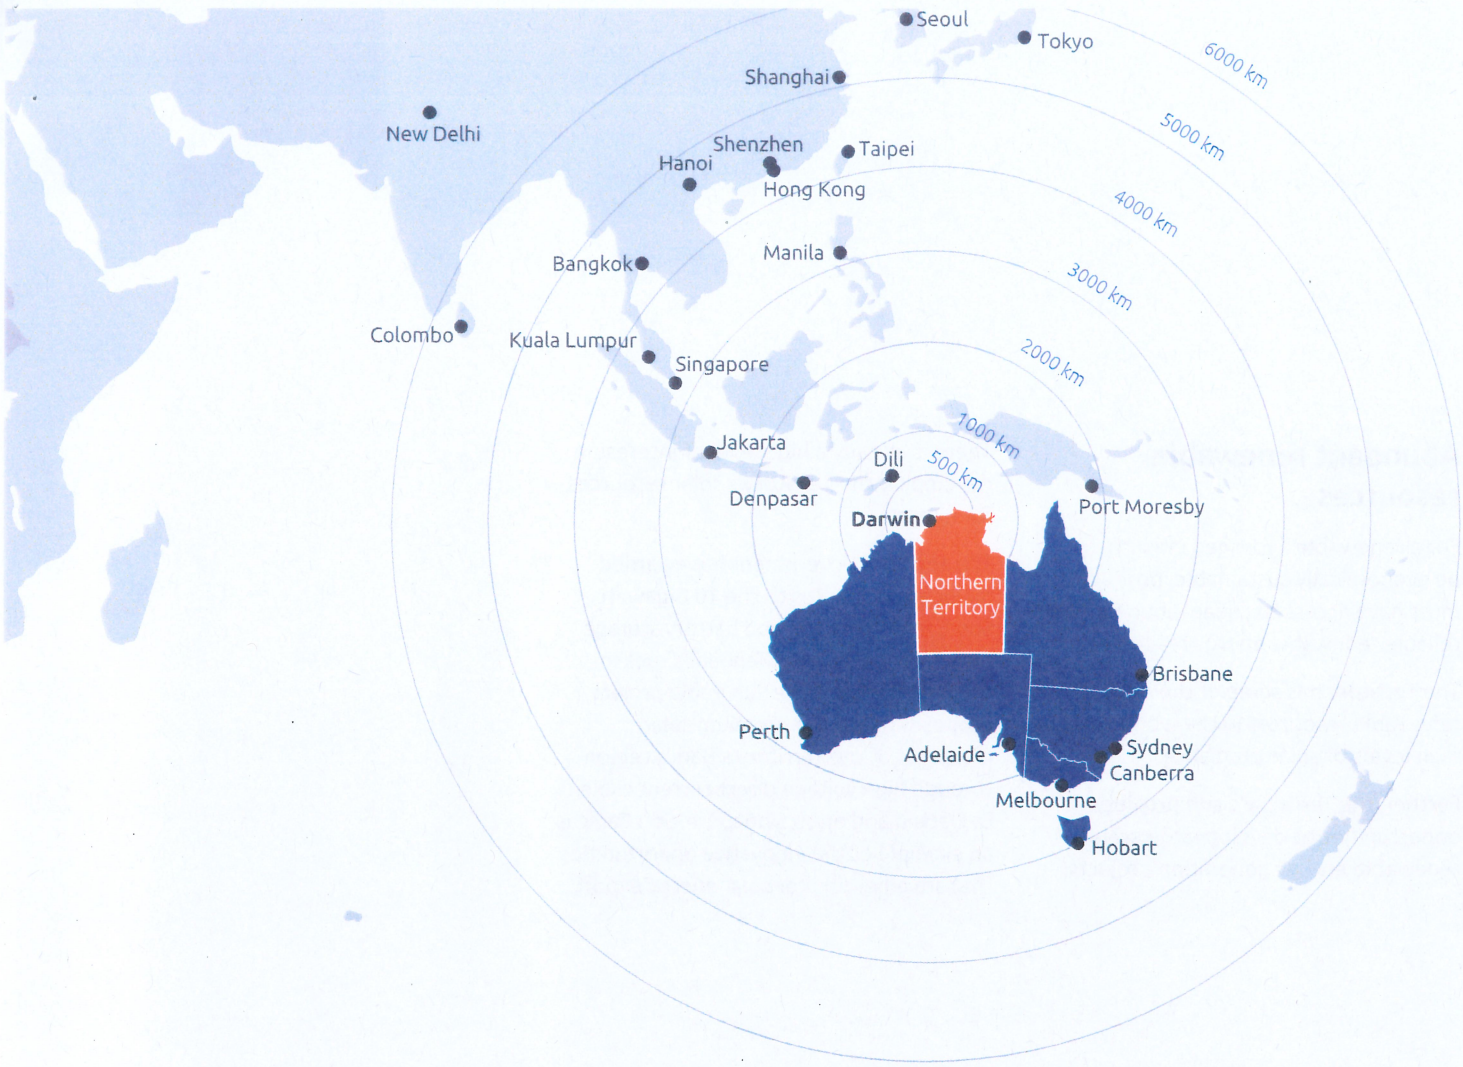 Seoul
Tokyo
6000 km
Shanghai
New Delhi
5000 km
Shenzhen
Taipei
Hanoi
Hong Kong
4000 km
Manila
Bangkok
3000 km
Colombo
Kuala Lumpur
Singapore
2000 km
Jakarta
1000 km
Dili
500 km
Denpasar
Port Moresby
Darwin
Northern
Territory
Brisbane
Perth
Adelaide
Sydney
Canberra
Melbourne
Hobart